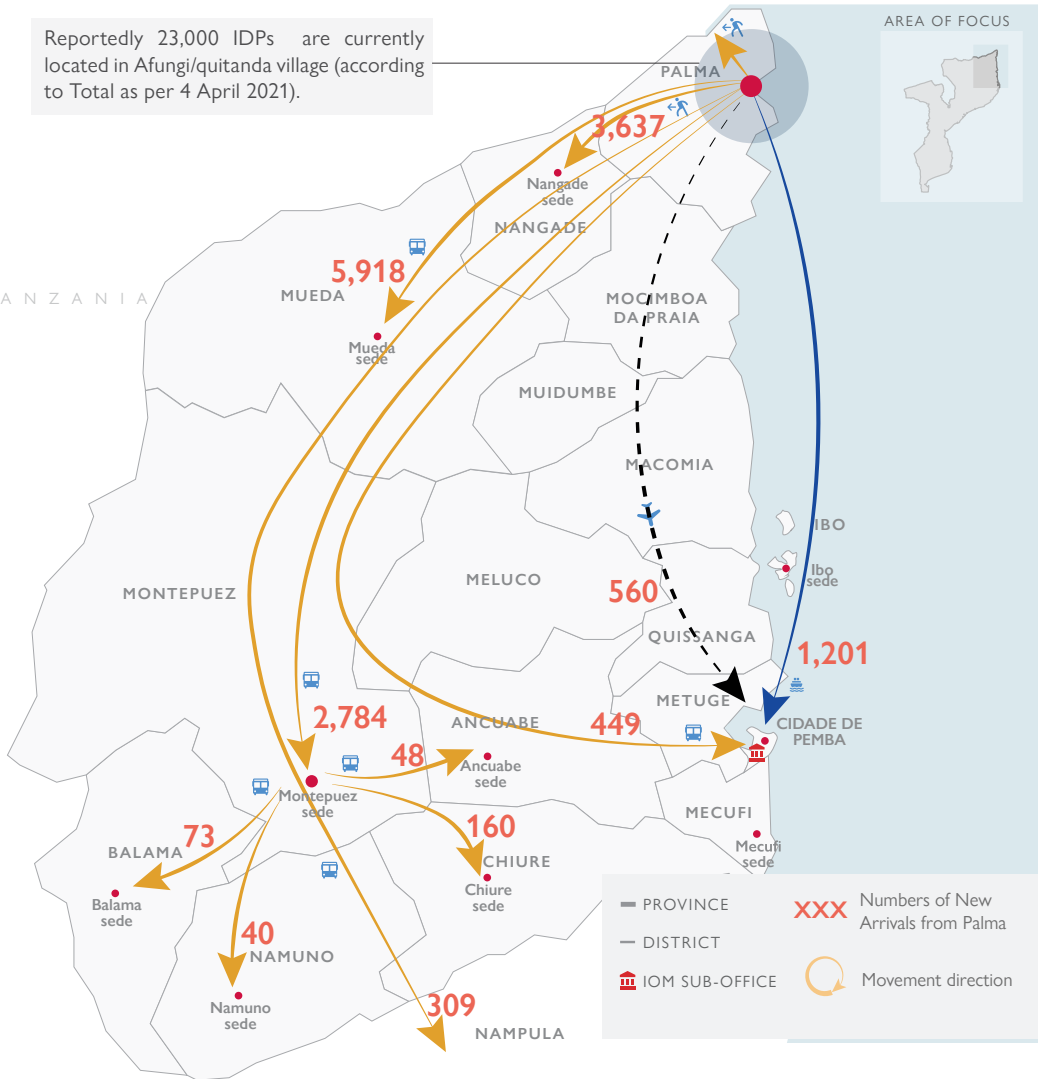 Reportedly 23,000 IDPs are currently
located in Afungi/quitanda village (according
to Total as per 4 April 2021).
AREA OF FOCUS
PALMA
3,637
Nangade
sede
NANGADE
5,918
MUEDA
ANZANIA
MOCIMBOA
DA PRAIA
Mueda
sede
MUIDUMBE
MACOMIA
IBO
Ibo
sede
MELUCO
560
MONTEPUEZ
QUISSANGA
1,201
METUGE
2,784
ANCUABE
449
CIDADE DE
PEMBA
48
Ancuabe
sede
Montepuez
sede
MECUFI
160
73
Mecufi
sede
BALAMA
CHIURE
Balama
sede
Chiure
sede
40
NAMUNO
Namuno
sede
309
NAMPULA
PROVINCE
DISTRICT
IOM SUB-OFFICE
XXX
Numbers of New
Arrivals from Palma
Movement direction